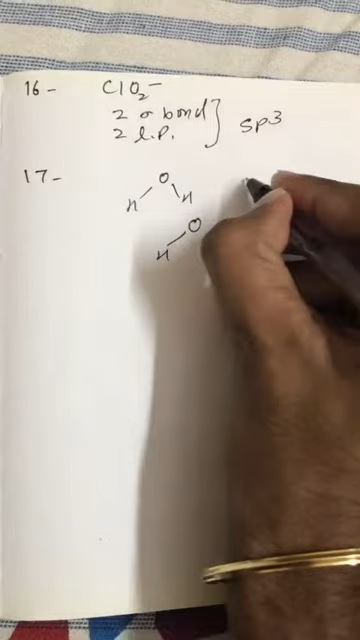 16- ClO2-
2 σ bond
2 l.p. } sp3
17- O
H H
O
H